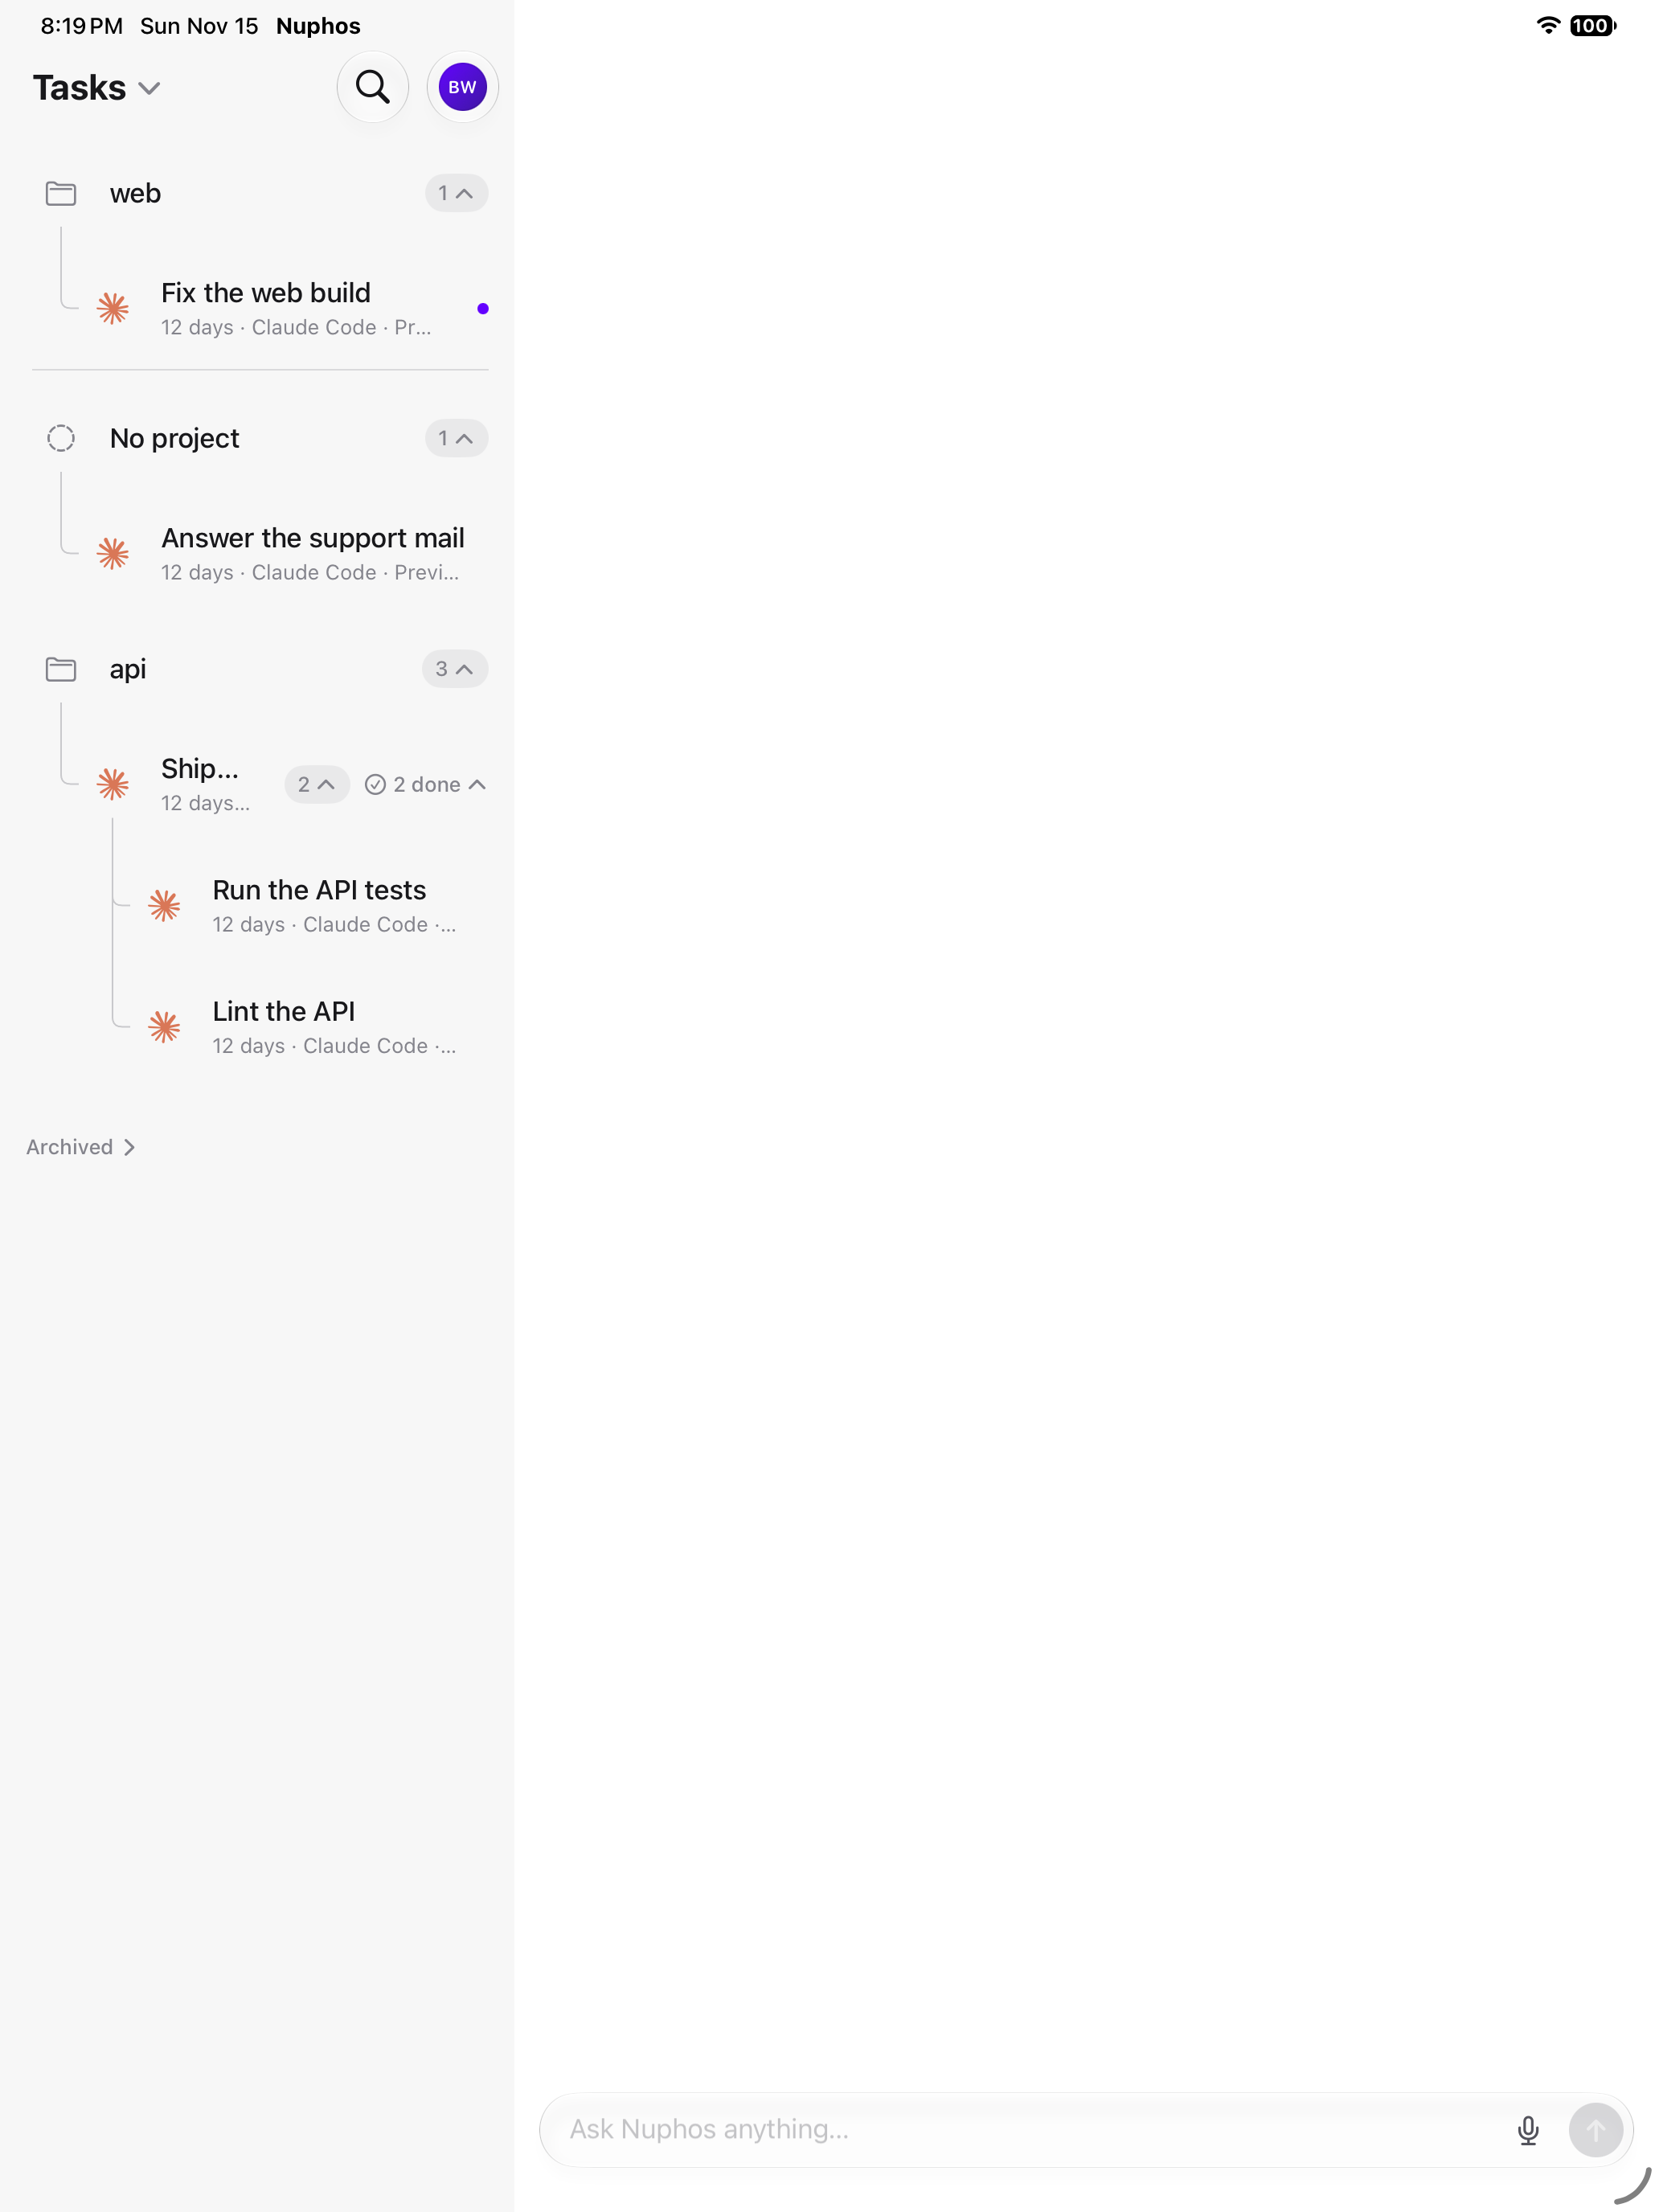 8:19 PM Sun Nov 15 Nuphos
100
Tasks
BW
web
1
Fix the web build
12 days · Claude Code · Pr...
No project
1
Answer the support mail
12 days · Claude Code · Previ...
api
3
Ship...
12 days...
2
2 done
Run the API tests
12 days · Claude Code ·...
Lint the API
12 days · Claude Code ·...
Archived
Ask Nuphos anything...